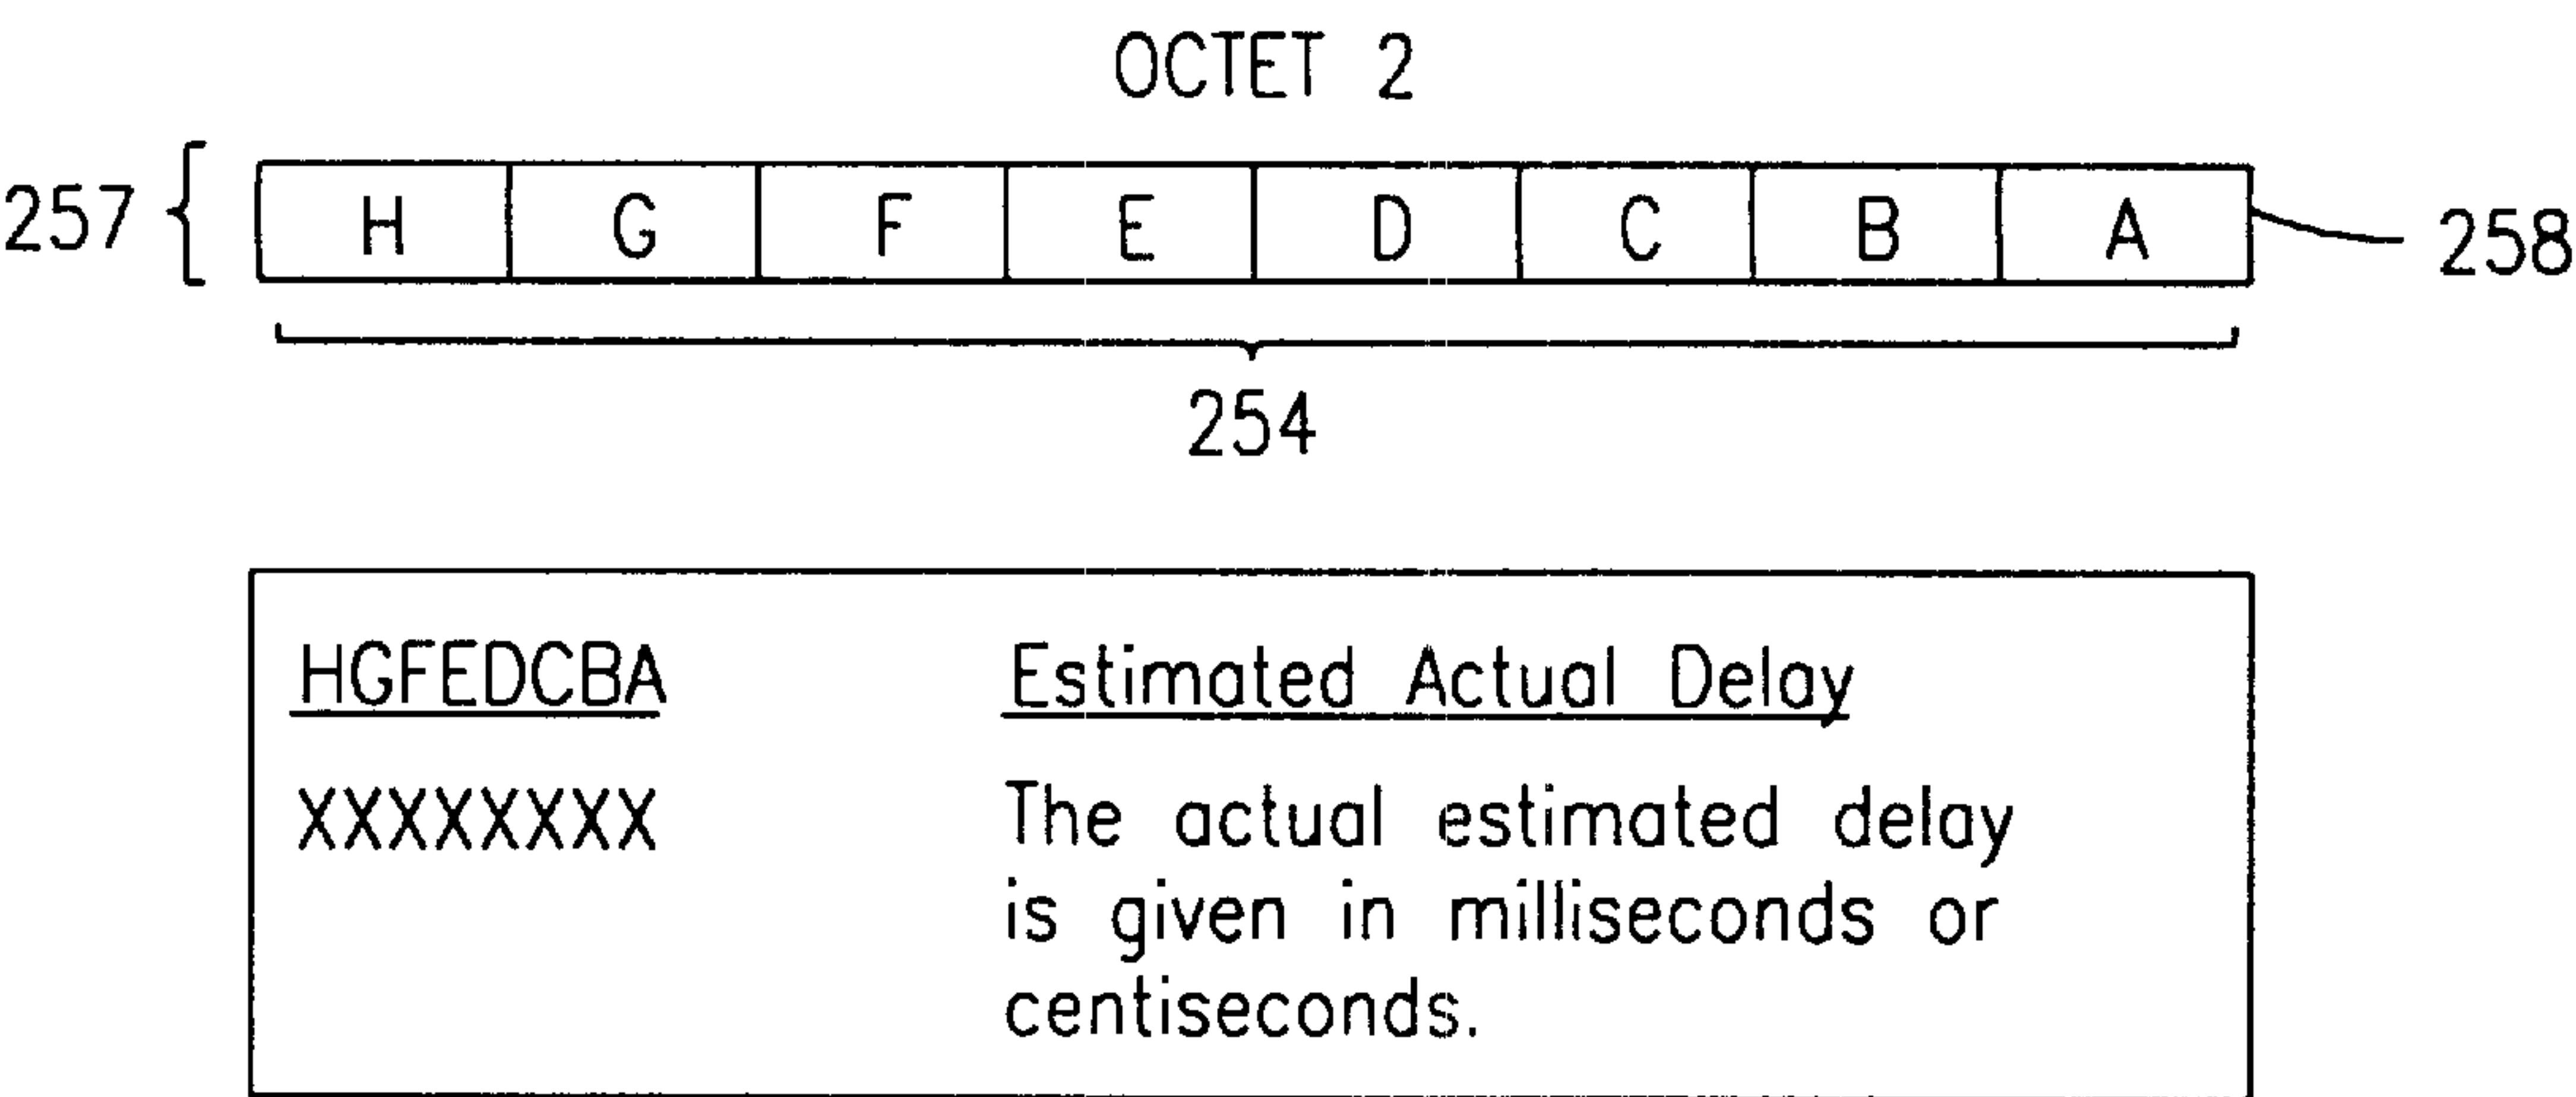 OCTET 2
257 H G F E D C B A 258
254
HGFEDCBA Estimated Actual Delay
XXXXXXXX The actual estimated delay
is given in milliseconds or
centiseconds.